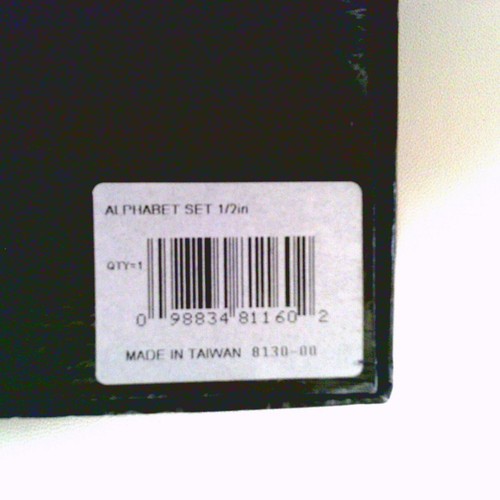 ALPHABET SET 1/2in
QTY=1
0 98834 81160 2
MADE IN TAIWAN 8130-00